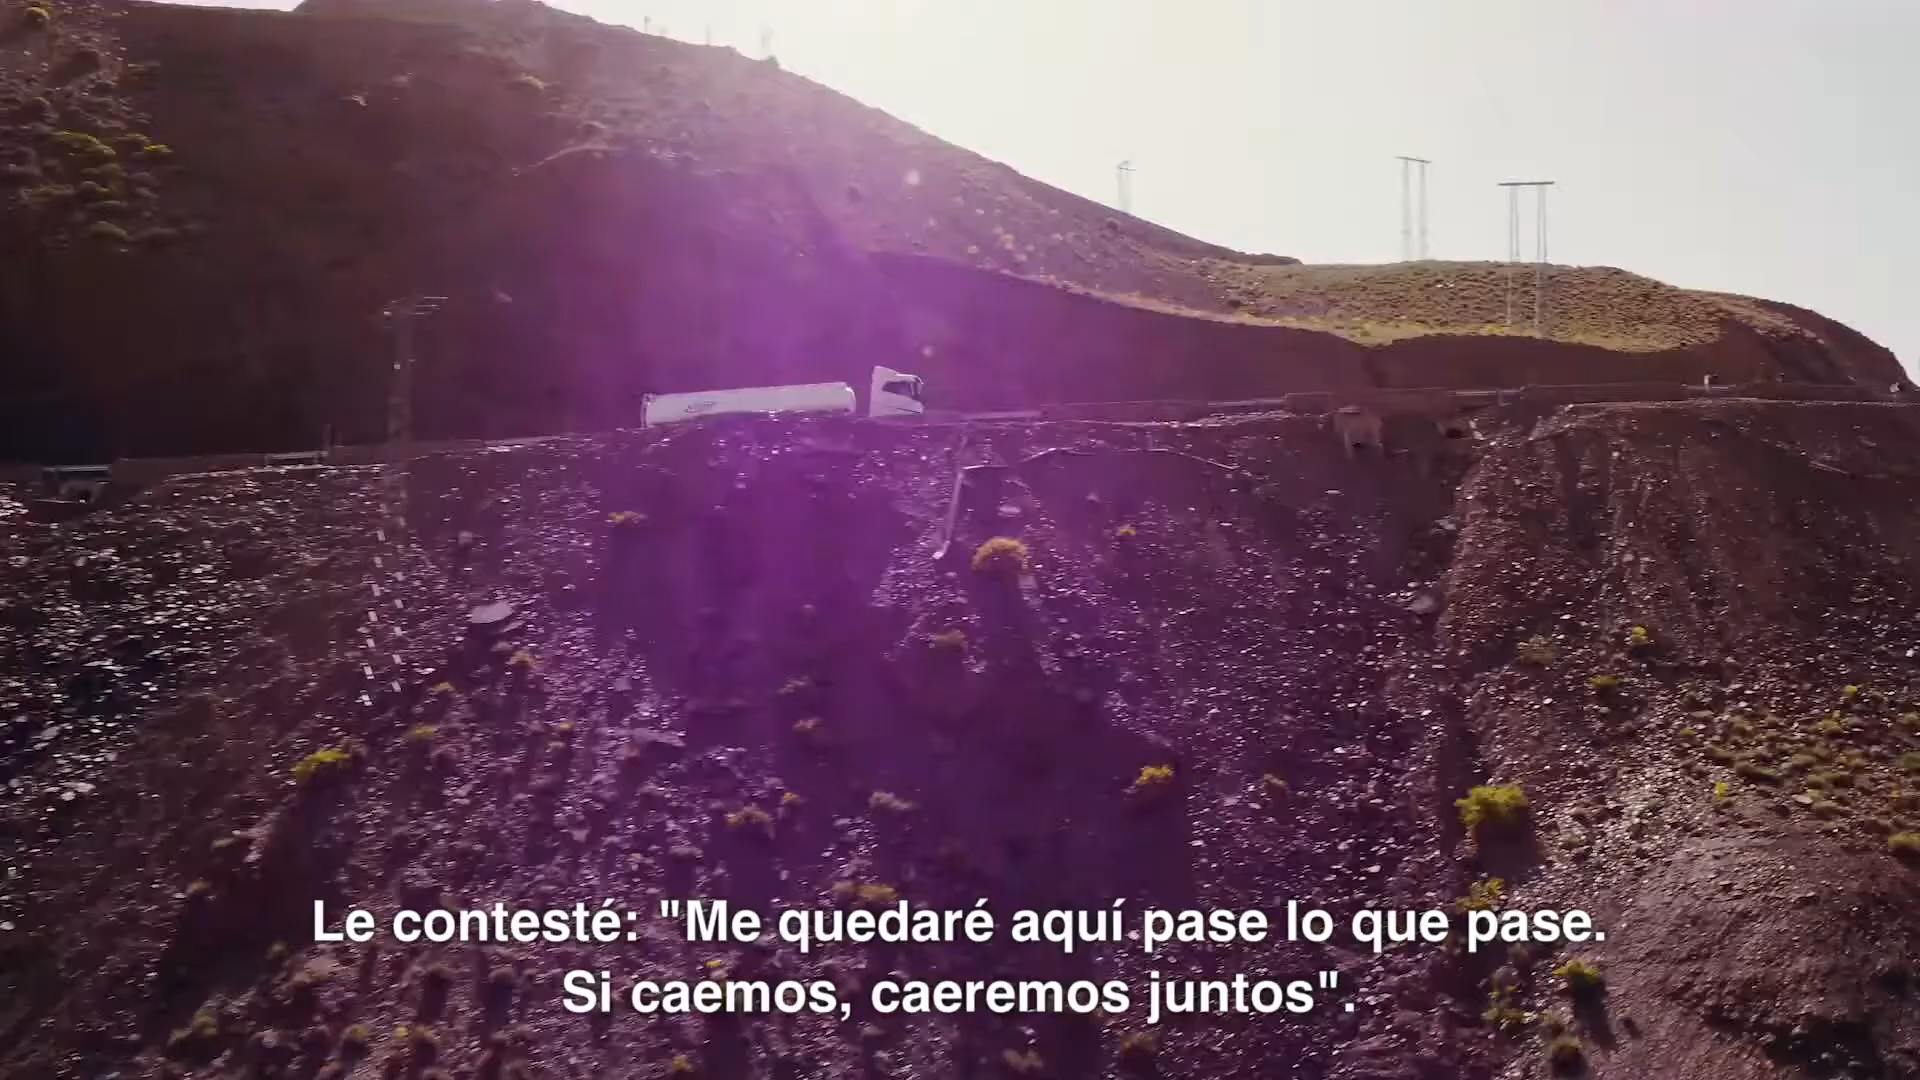 Le contesté: "Me quedaré aquí pase lo que pase.
Si caemos, caeremos juntos".